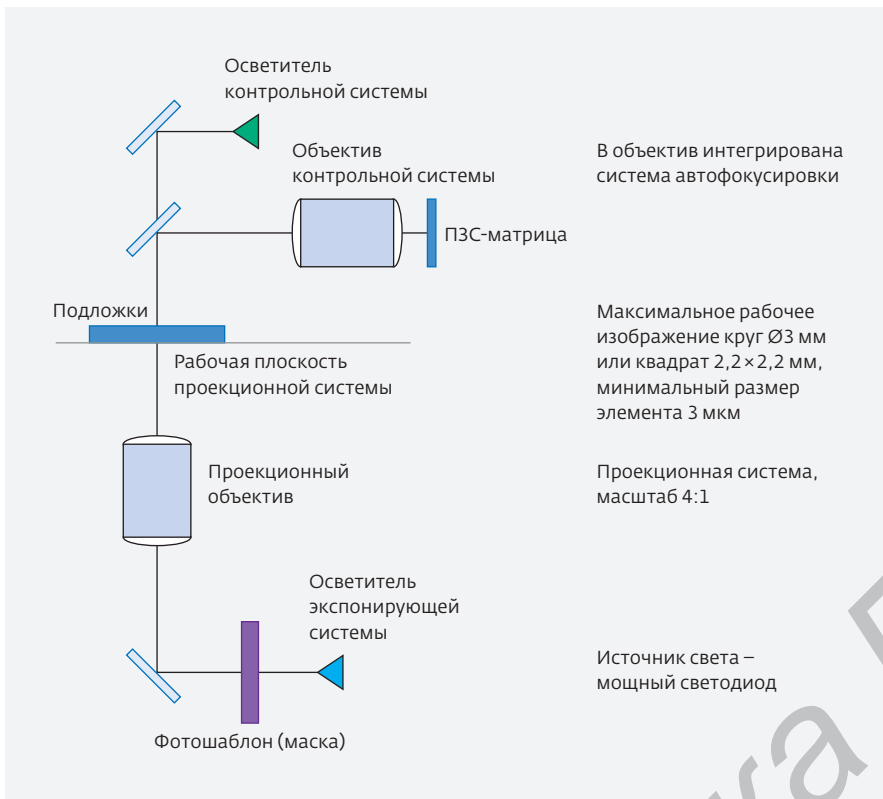 Осветитель
контрольной системы
Объектив
контрольной системы
В объектив интегрирована
система автофокусировки
ПЗС-матрица
Подложки
Рабочая плоскость
проекционной системы
Максимальное рабочее
изображение круг Ø3 мм
или квадрат 2,2×2,2 мм,
минимальный размер
элемента 3 мкм
Проекционный
объектив
Проекционная система,
масштаб 4:1
Осветитель
экспонирующей
системы
Источник света –
мощный светодиод
Фотошаблон (маска)